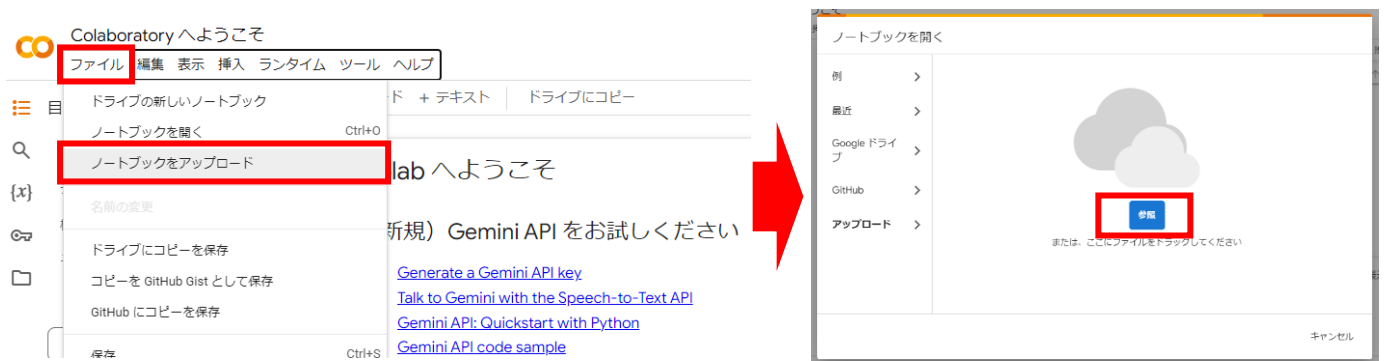 Colaboratory へようこそ
ファイル 編集 表示 挿入 ランタイム ツール ヘルプ
目
ド + テキスト ドライブにコピー
ドライブの新しいノートブック
ノートブックを開く Ctrl+O
ノートブックをアップロード
名前の変更
ドライブにコピーを保存
コピーを GitHub Gist として保存
GitHub にコピーを保存
保存 Ctrl+S
{x}
lab へようこそ
新規）Gemini API をお試しください
Generate a Gemini API key
Talk to Gemini with the Speech-to-Text API
Gemini API: Quickstart with Python
Gemini API code sample
ノートブックを開く
例
最近
Google ドライ
ブ
GitHub
アップロード
参照
または、ここにファイルをドラッグしてください
キャンセル